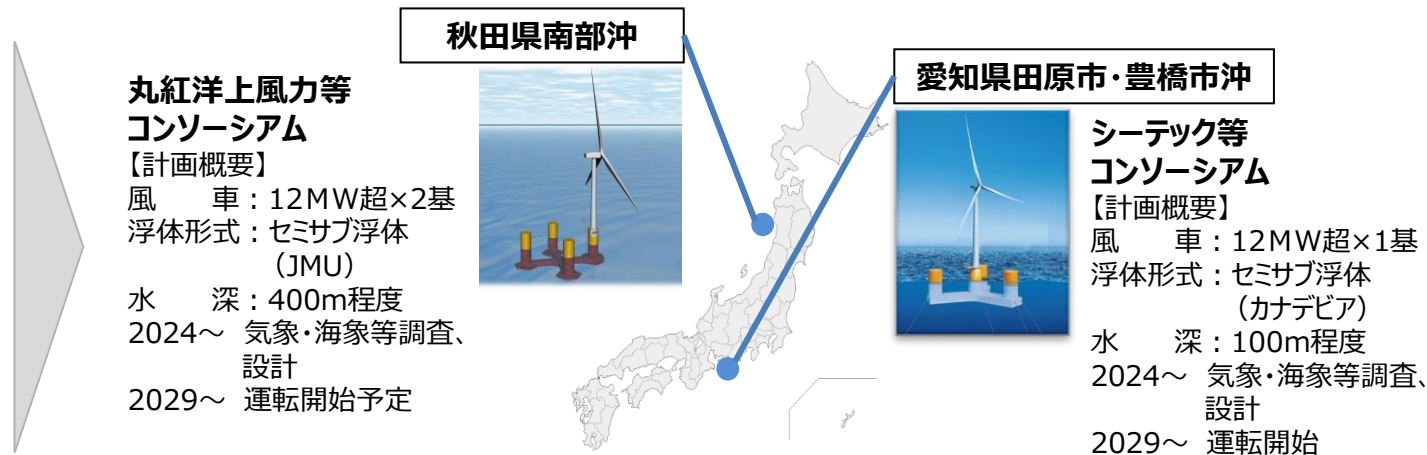 秋田県南部沖
丸紅洋上風力等
コンソーシアム
【計画概要】
風　　車：12MW超×2基
浮体形式：セミサブ浮体
（JMU）
水　　深：400m程度
2024～ 気象・海象等調査、
設計
2029～ 運転開始予定
愛知県田原市・豊橋市沖
シーテック等
コンソーシアム
【計画概要】
風　　車：12MW超×1基
浮体形式：セミサブ浮体
（カナデビア）
水　　深：100m程度
2024～ 気象・海象等調査、
設計
2029～ 運転開始